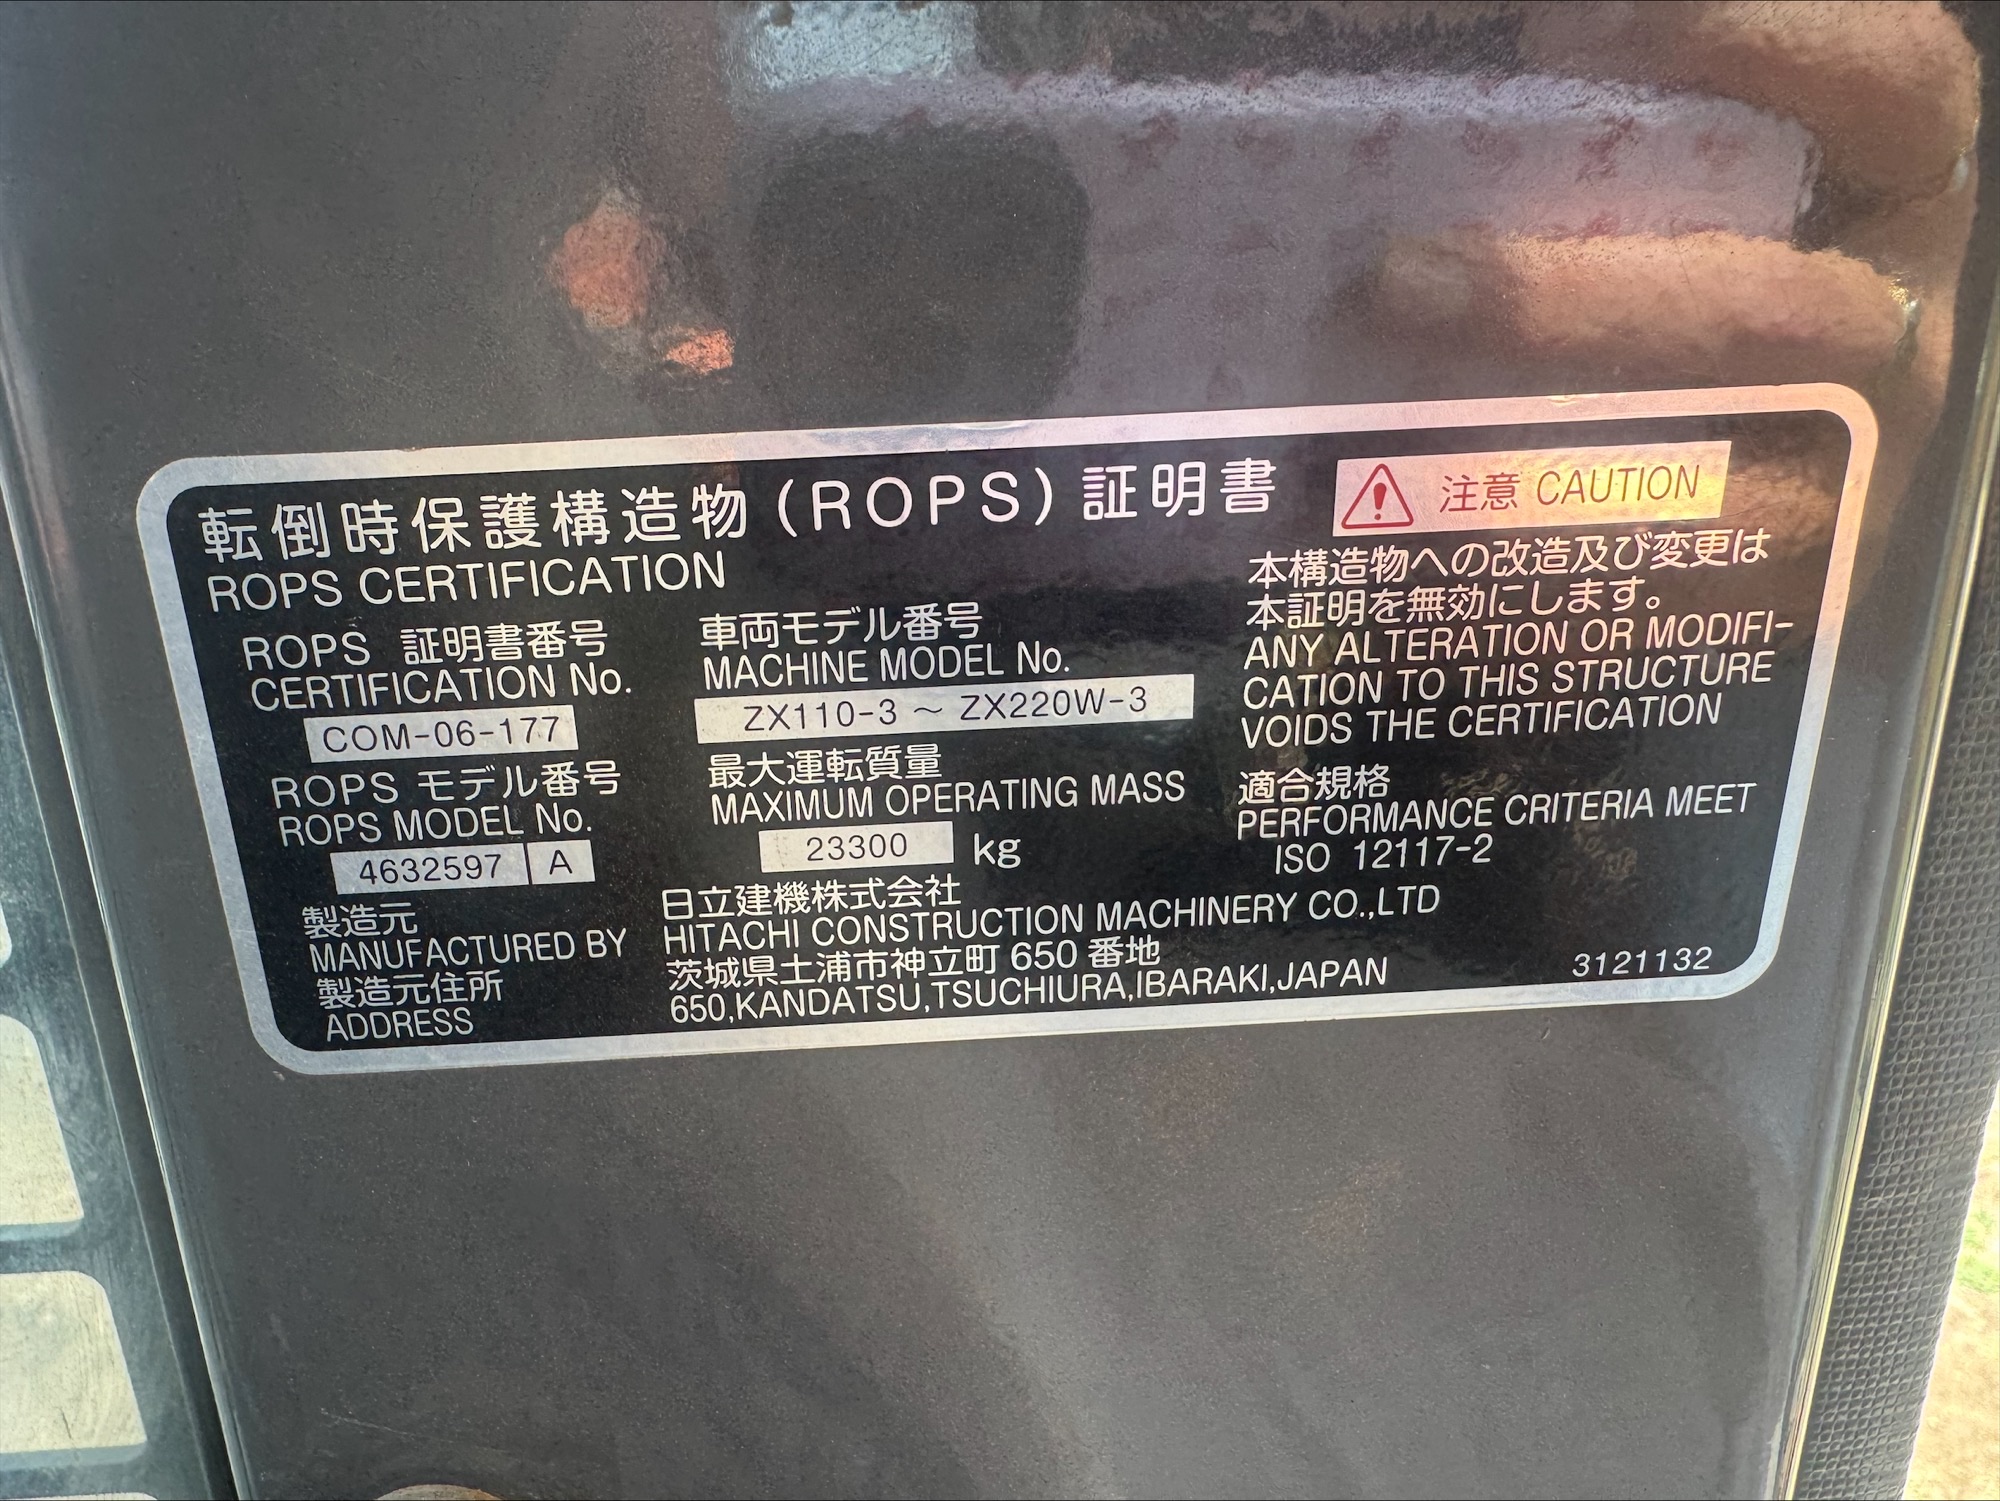 転倒時保護構造物(ROPS)証明書
ROPS CERTIFICATION
ROPS 証明書番号
CERTIFICATION No.
COM-06-177
ROPS モデル番号
ROPS MODEL No.
4632597 A
車両モデル番号
MACHINE MODEL No.
ZX110-3 ～ ZX220W-3
最大運転質量
MAXIMUM OPERATING MASS
23300 kg
注意 CAUTION
本構造物への改造及び変更は
本証明を無効にします。
ANY ALTERATION OR MODIFI-
CATION TO THIS STRUCTURE
VOIDS THE CERTIFICATION
適合規格
PERFORMANCE CRITERIA MEET
ISO 12117-2
製造元
MANUFACTURED BY
日立建機株式会社
HITACHI CONSTRUCTION MACHINERY CO.,LTD
製造元住所
ADDRESS
茨城県土浦市神立町 650 番地
650,KANDATSU,TSUCHIURA,IBARAKI,JAPAN
3121132